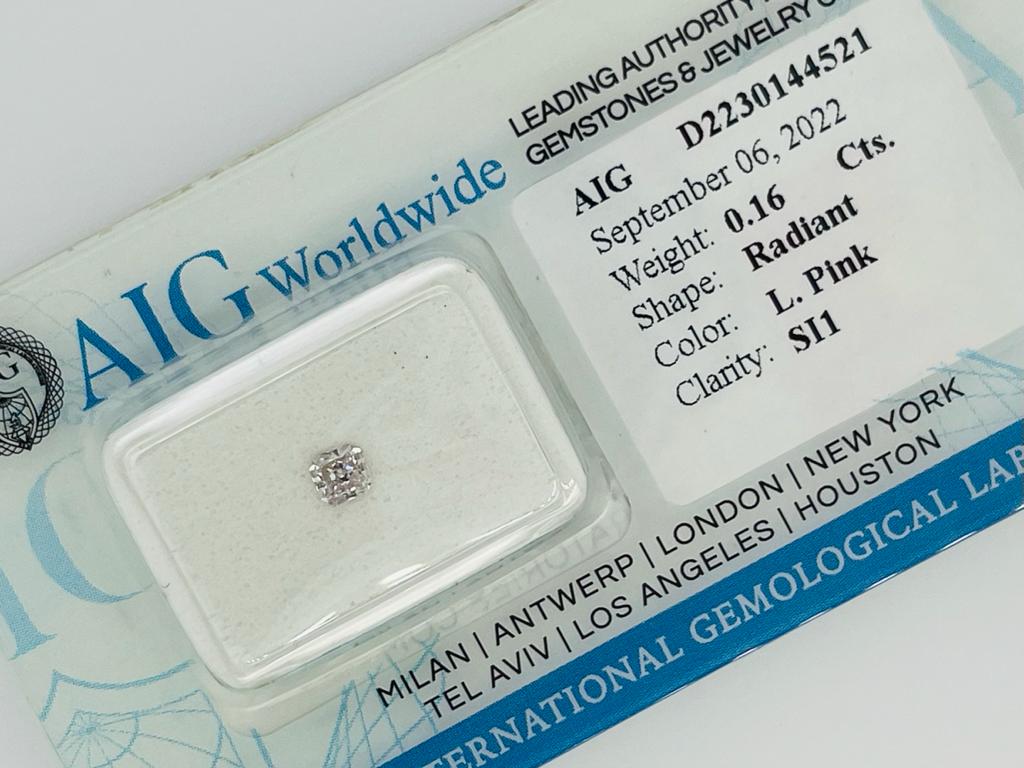 AIG Worldwide
LEADING AUTHORITY
GEMSTONES & JEWELRY
AIG D2230144521
September 06, 2022
Weight: 0.16 Cts.
Shape: Radiant
Color: L. Pink
Clarity: SI1
MILAN | ANTWERP | LONDON | NEW YORK
TEL AVIV | LOS ANGELES | HOUSTON
ERNATIONAL GEMOLOGICAL LAB